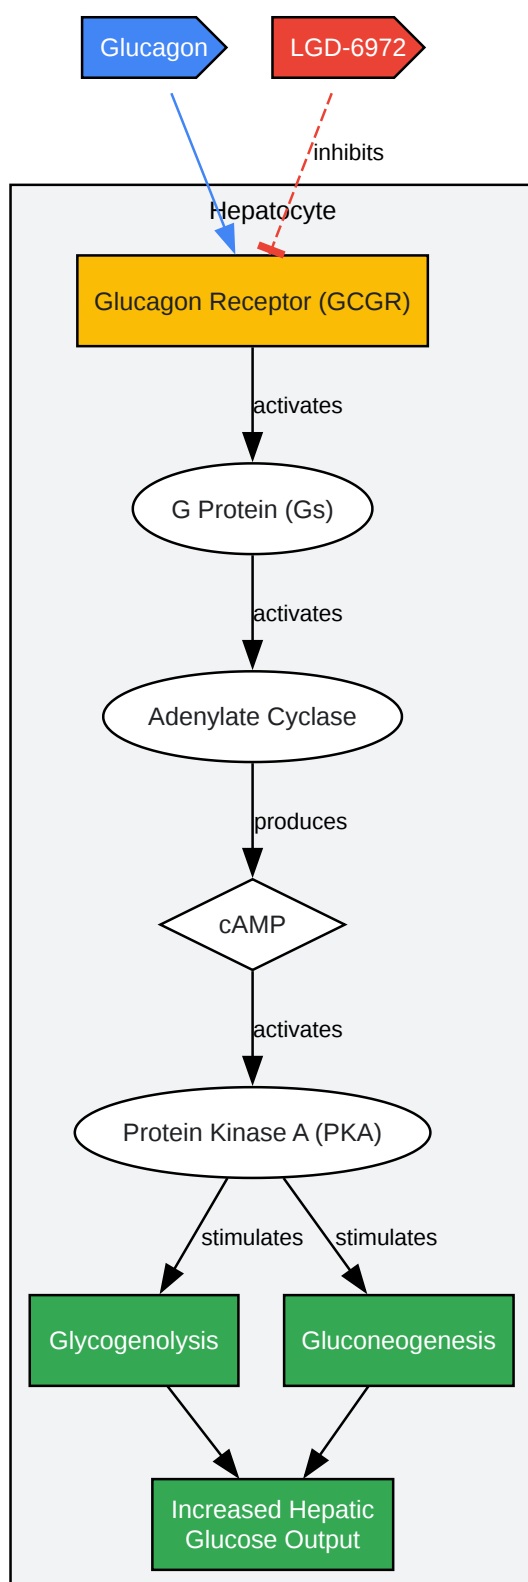 Glucagon
LGD-6972
inhibits
Hepatocyte
Glucagon Receptor (GCGR)
activates
G Protein (Gs)
activates
Adenylate Cyclase
produces
cAMP
activates
Protein Kinase A (PKA)
stimulates
stimulates
Glycogenolysis
Gluconeogenesis
Increased Hepatic
Glucose Output